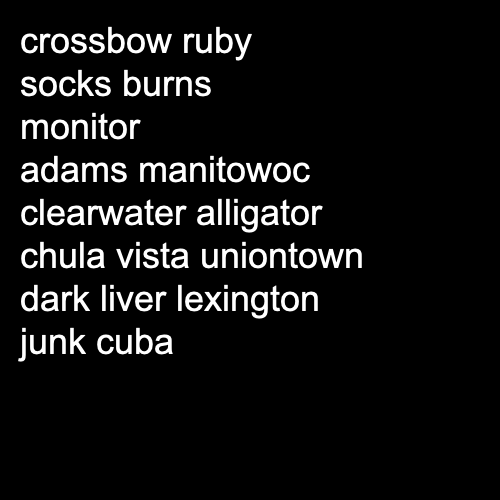 crossbow ruby
socks burns
monitor
adams manitowoc
clearwater alligator
chula vista uniontown
dark liver lexington
junk cuba